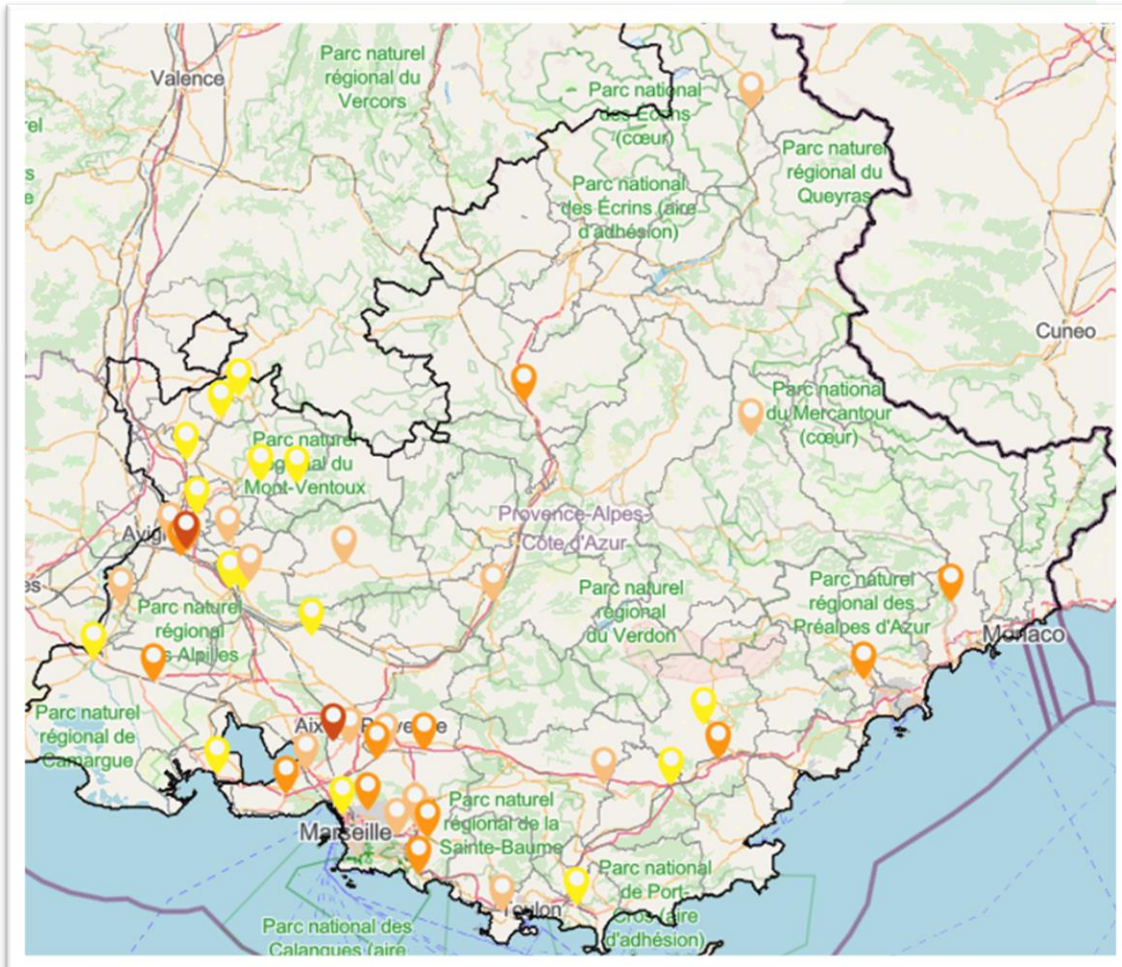 Valence
Parc naturel
régional du
Vercors
Parc national
des Écrins
(cœur)
Parc naturel
régional du
Queyras
Parc national
des Écrins (aire
d'adhésion)
Cuneo
Parc national
du Mercantour
(cœur)
Parc naturel
du
Mont-Ventoux
Provence-Alpes-
Côte d'Azur
Parc naturel
régional
du Verdon
Parc naturel
régional des
Préalpes d'Azur
Monaco
Parc naturel
régional
Alpilles
Parc naturel
régional de
Camargue
Aix
Marseille
Parc naturel
régional de la
Sainte-Baume
Toulon
Parc national
de Port-
Cros (aire
d'adhésion)
Parc national des
Calanques (aire